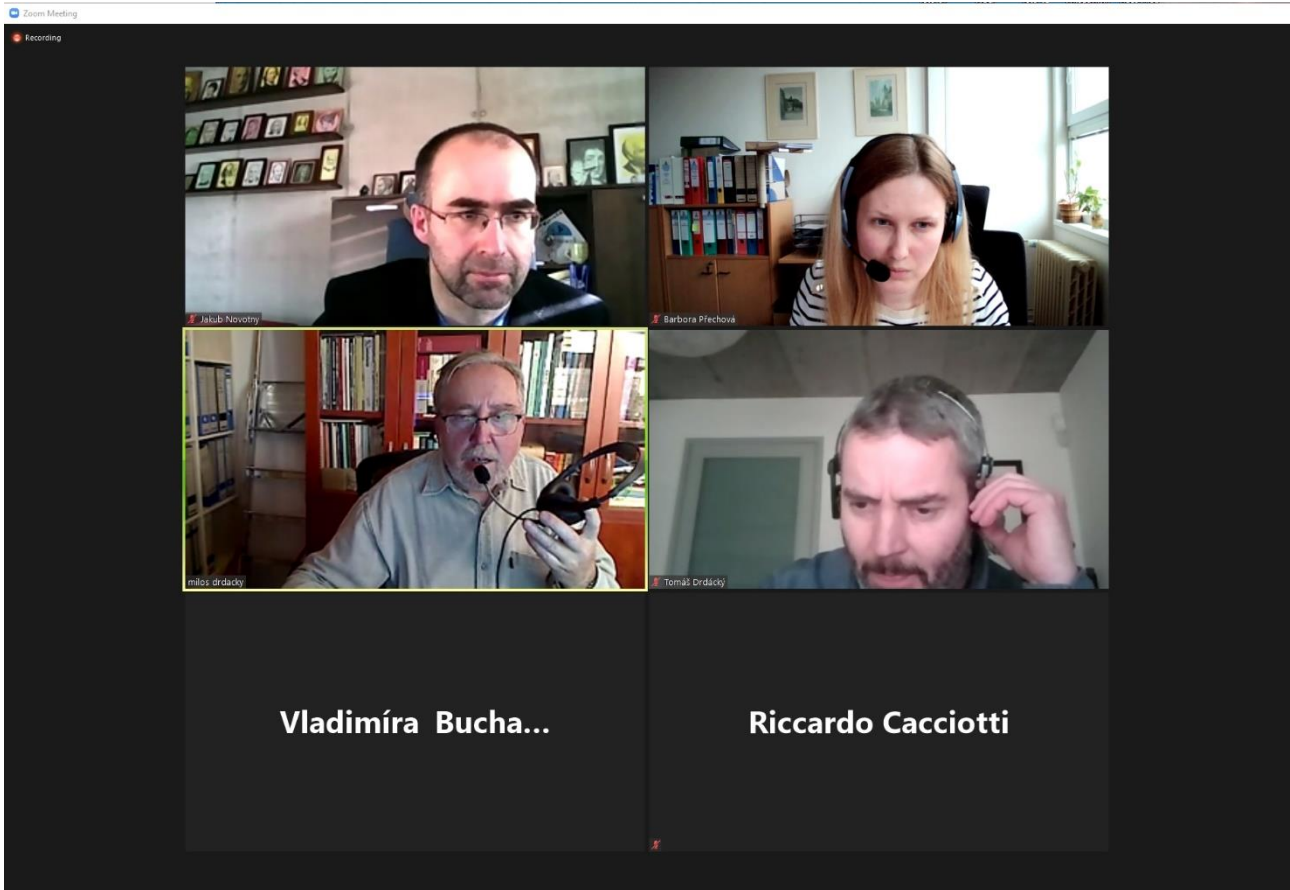 Zoom Meeting
Recording
Jakub Novotny
Barbora Přechová
milos drdacky
Tomáš Drdácký
Vladimíra Bucha...
Riccardo Cacciotti